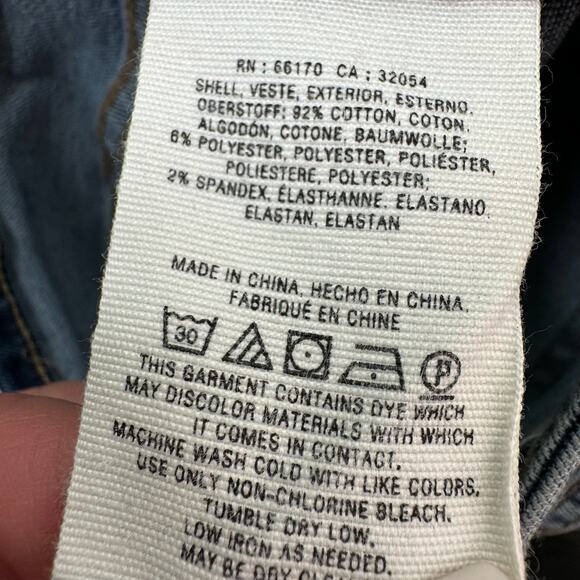 RN : 66170 CA : 32054
SHELL, VESTE, EXTERIOR, ESTERNO,
OBERSTOFF: 92% COTTON, COTON,
ALGODÓN, COTONE, BAUMWOLLE;
6% POLYESTER, POLYESTER, POLIÉSTER,
POLIESTERE, POLYESTER;
2% SPANDEX, ÉLASTHANNE, ELASTANO,
ELASTAN, ELASTAN
MADE IN CHINA, HECHO EN CHINA,
FABRIQUÉ EN CHINE
30 P
THIS GARMENT CONTAINS DYE WHICH
MAY DISCOLOR MATERIALS WITH WHICH
IT COMES IN CONTACT.
MACHINE WASH COLD WITH LIKE COLORS.
USE ONLY NON-CHLORINE BLEACH.
TUMBLE DRY LOW.
LOW IRON AS NEEDED.
MAY BE DRY